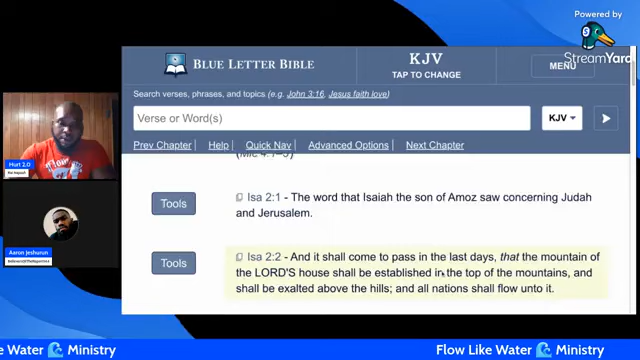 Powered by
StreamYard
BLUE LETTER BIBLE
KJV
TAP TO CHANGE
MENU
Search verses, phrases, and topics (e.g. John 3:16, Jesus faith love)
Verse or Word(s)
KJV
Prev Chapter | Help | Quick Nav | Advanced Options | Next Chapter
Tools
Isa 2:1 - The word that Isaiah the son of Amoz saw concerning Judah
and Jerusalem.
Tools
Isa 2:2 - And it shall come to pass in the last days, that the mountain of
the LORD'S house shall be established in the top of the mountains, and
shall be exalted above the hills; and all nations shall flow unto it.
Hurt 2.0
Aaron Jeshurun
e Water 🌊 Ministry
Flow Like Water 🌊 Ministry